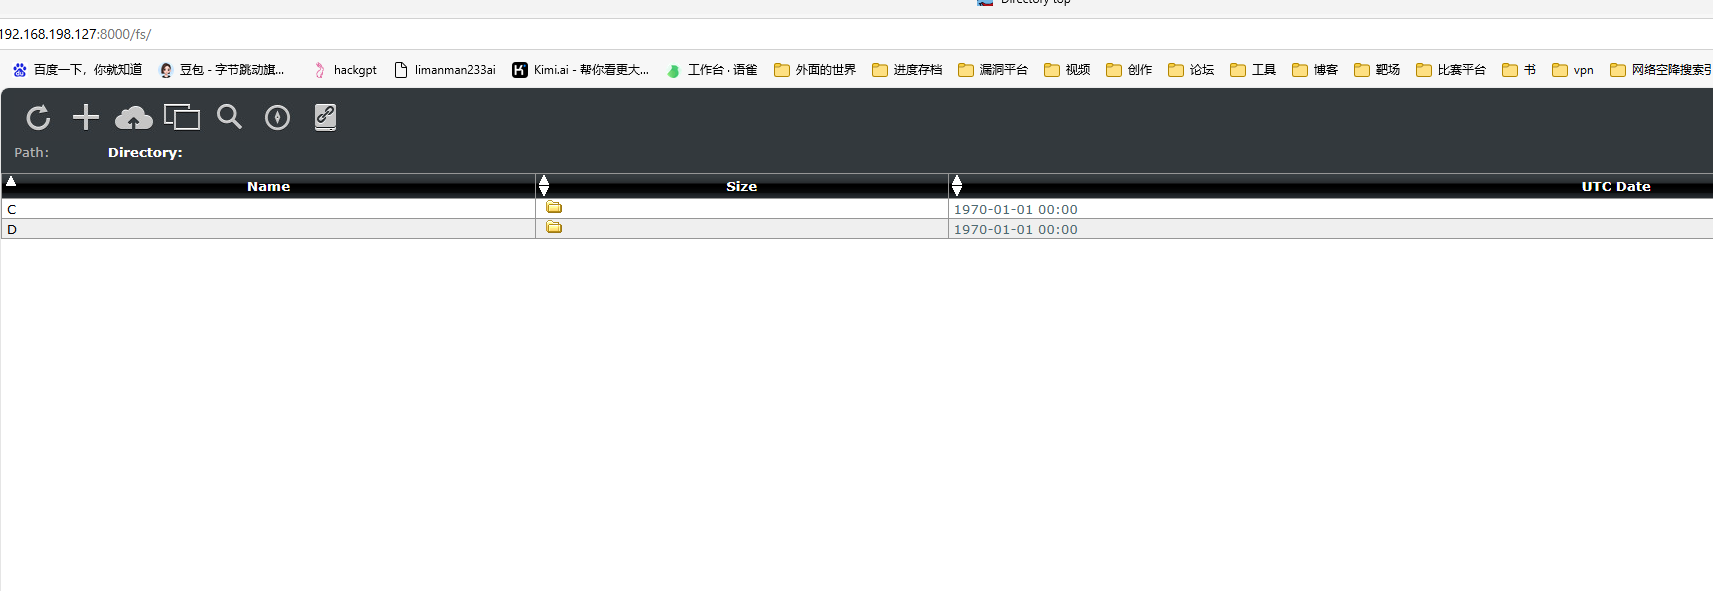 Directory top
192.168.198.127:8000/fs/
百度一下，你就知道 豆包 - 字节跳动旗... hackgpt limanman233ai Kimi.ai - 帮你看更大... 工作台 · 语雀 外面的世界 进度存档 漏洞平台 视频 创作 论坛 工具 博客 靶场 比赛平台 书 vpn 网络空降搜索引
Path: Directory:
Name Size UTC Date
C 1970-01-01 00:00
D 1970-01-01 00:00